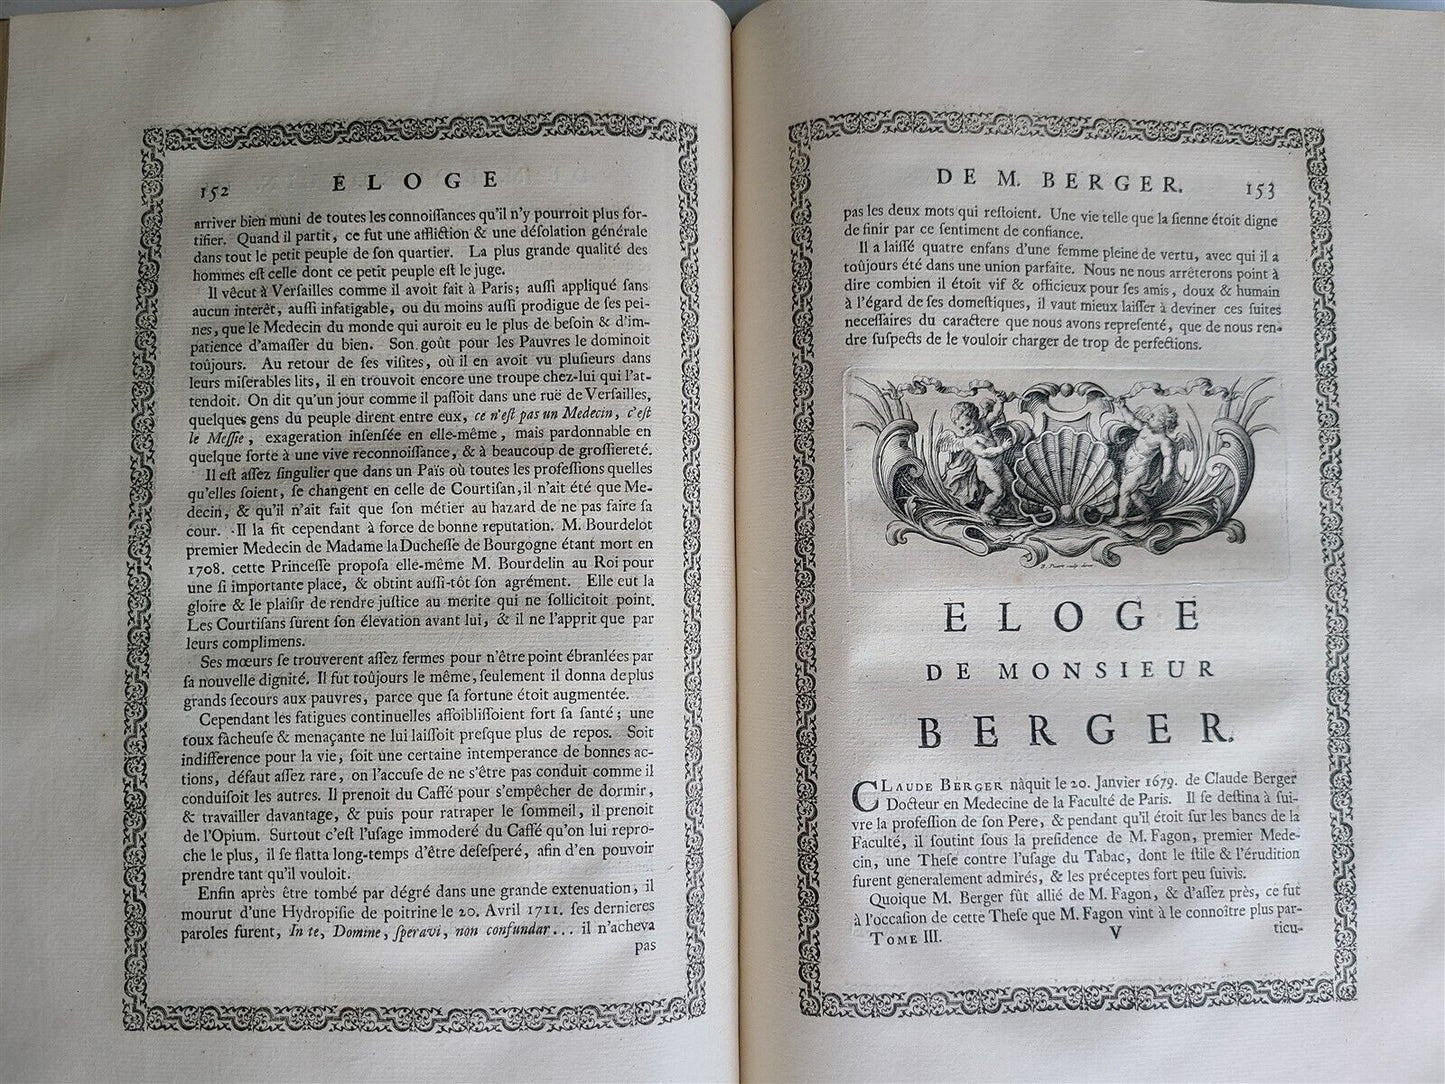 152 ELOGE
arriver bien muni de toutes les connoiſſances qu'il n'y pourroit plus for-
tifier. Quand il partit, ce fut une affliction & une déſolation générale
dans tout le petit peuple de ſon quartier. La plus grande qualité des
hommes eſt celle dont ce petit peuple eſt le juge.
Il vêcut à Verſailles comme il avoit fait à Paris; auſſi appliqué ſans
aucun interêt, auſſi infatigable, ou du moins auſſi prodigue de ſes pei-
nes, que le Medecin du monde qui auroit eu le plus de beſoin & d'im-
patience d'amaſſer du bien. Son goût pour les Pauvres le dominoit
toûjours. Au retour de ſes viſites, où il en avoit vu pluſieurs dans
leurs miſerables lits, il en trouvoit encore une troupe chez-lui qui l'at-
tendoit. On dit qu'un jour comme il paſſoit dans une ruë de Verſailles,
quelques gens du peuple dirent entre eux, ce n'eſt pas un Medecin, c'eſt
le Meſſie, exageration inſenſée en elle-même, mais pardonnable en
quelque ſorte à une vive reconnoiſſance, & à beaucoup de groſſiereté.
Il eſt aſſez ſingulier que dans un Païs où toutes les profeſſions quelles
qu'elles ſoient, ſe changent en celle de Courtiſan, il n'ait été que Me-
decin, & qu'il n'ait fait que ſon métier au hazard de ne pas faire ſa
cour. Il la fit cependant à force de bonne reputation. M. Bourdelot
premier Medecin de Madame la Ducheſſe de Bourgogne étant mort en
1708. cette Princeſſe propoſa elle-même M. Bourdelin au Roi pour
une ſi importante place, & obtint auſſi-tôt ſon agrément. Elle eut la
gloire & le plaiſir de rendre juſtice au merite qui ne ſollicitoit point.
Les Courtiſans ſurent ſon élevation avant lui, & il ne l'apprit que par
leurs complimens.
Ses mœurs ſe trouverent aſſez fermes pour n'être point ébranlées par
ſa nouvelle dignité. Il fut toûjours le même, ſeulement il donna de plus
grands ſecours aux pauvres, parce que ſa fortune étoit augmentée.
Cependant les fatigues continuelles affoibliſſoient fort ſa ſanté; une
toux fâcheuſe & menaçante ne lui laiſſoit preſque plus de repos. Soit
indifference pour la vie, ſoit une certaine intemperance de bonnes ac-
tions, défaut aſſez rare, on l'accuſe de ne s'être pas conduit comme il
conduiſoit les autres. Il prenoit du Caffé pour s'empêcher de dormir,
& travailler davantage, & puis pour ratraper le ſommeil, il prenoit
de l'Opium. Surtout c'eſt l'uſage immoderé du Caffé qu'on lui repro-
che le plus, il ſe flatta long-temps d'être deſeſperé, afin d'en pouvoir
prendre tant qu'il vouloit.
Enfin après être tombé par dégré dans une grande extenuation, il
mourut d'une Hydropiſie de poitrine le 20. Avril 1711. ſes dernieres
paroles furent, In te, Domine, ſperavi, non confundar... il n'acheva
pas
DE M. BERGER. 153
pas les deux mots qui reſtoient. Une vie telle que la ſienne étoit digne
de finir par ce ſentiment de confiance.
Il a laiſſé quatre enfans d'une femme pleine de vertu, avec qui il a
toûjours été dans une union parfaite. Nous ne nous arrêterons point à
dire combien il étoit vif & officieux pour ſes amis, doux & humain
à l'égard de ſes domeſtiques, il vaut mieux laiſſer à deviner ces ſuites
neceſſaires du caractere que nous avons repreſenté, que de nous ren-
dre ſuſpects de le vouloir charger de trop de perfections.
ELOGE
DE MONSIEUR
BERGER.
CLAUDE BERGER nâquit le 20. Janvier 1679. de Claude Berger
Docteur en Medecine de la Faculté de Paris. Il ſe deſtina à ſui-
vre la profeſſion de ſon Pere, & pendant qu'il étoit ſur les bancs de la
Faculté, il ſoutint ſous la preſidence de M. Fagon, premier Mede-
cin, une Theſe contre l'uſage du Tabac, dont le ſtile & l'érudition
furent generalement admirés, & les préceptes fort peu ſuivis.
Quoique M. Berger fût allié de M. Fagon, & d'aſſez près, ce fut
à l'occaſion de cette Theſe que M. Fagon vint à le connoître plus par-
TOME III. V ticu-